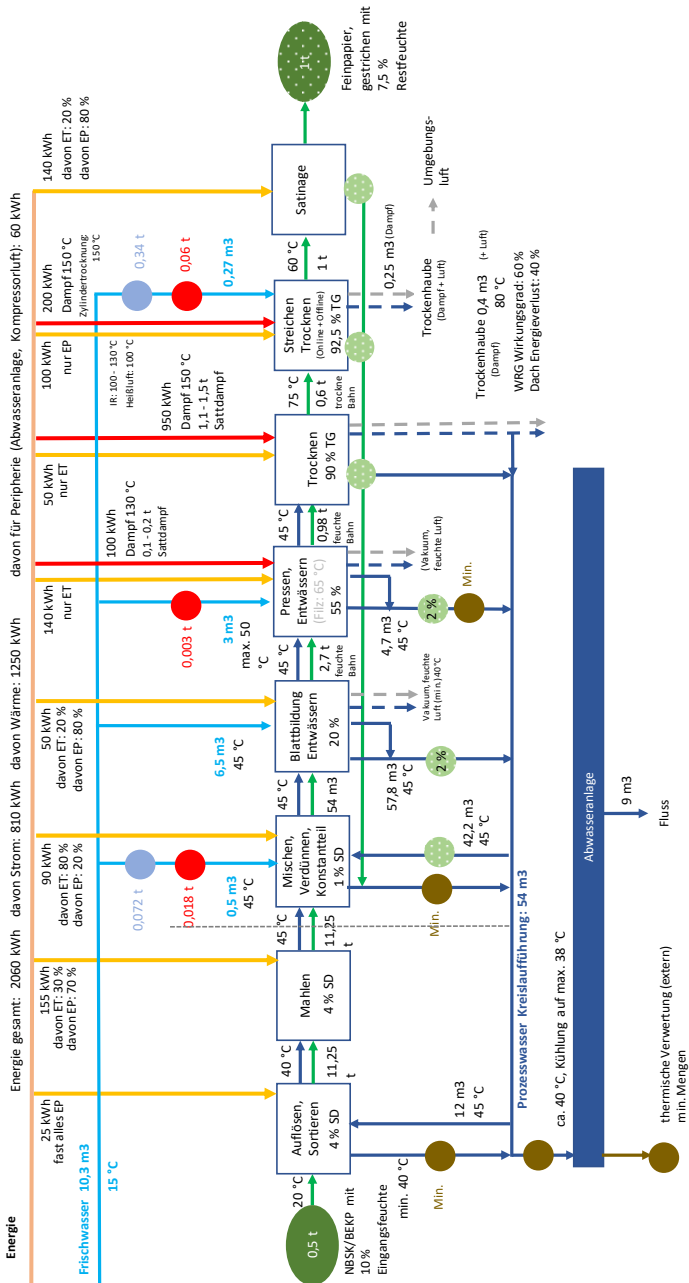 Energie
Energie gesamt: 2060 kWh
davon Strom: 810 kWh
davon Wärme: 1250 kWh
davon für Peripherie (Abwasseranlage, Kompressorluft): 60 kWh
25 kWh
fast alles EP
155 kWh
davon ET: 30 %
davon EP: 70 %
90 kWh
davon ET: 80 %
davon EP: 20 %
50 kWh
davon ET: 20 %
davon EP: 80 %
140 kWh
nur ET
100 kWh
Dampf 130 °C
0,1 - 0,2 t
Sattdampf
50 kWh
nur ET
950 kWh
Dampf 150 °C
1,1 - 1,5 t
Sattdampf
100 kWh
nur EP
IR: 100 - 130 °C
Heißluft: 100 °C
200 kWh
Dampf 150 °C
Zylindertrocknung:
150 °C
140 kWh
davon ET: 20 %
davon EP: 80 %
Frischwasser 10,3 m3
15 °C
0,072 t
0,018 t
0,5 m3
45 °C
6,5 m3
45 °C
0,003 t
3 m3
max. 50
°C
0,34 t
0,06 t
0,27 m3
0,5 t
NBSK/BEKP mit
10 %
Eingangsfeuchte
20 °C
Auflösen,
Sortieren
4 % SD
40 °C
11,25
t
Mahlen
4 % SD
45 °C
11,25
t
Mischen,
Verdünnen,
Konstantteil
1 % SD
45 °C
54 m3
Blattbildung
Entwässern
20 %
45 °C
2,7 t
feuchte
Bahn
Pressen,
Entwässern
(Filz: 65 °C)
55 %
45 °C
0,98 t
feuchte
Bahn
Trocknen
90 % TG
75 °C
0,6 t
trockne
Bahn
Streichen
Trocknen
(Online + Offline)
92,5 % TG
60 °C
1 t
Satinage
1 t
Feinpapier,
gestrichen mit
7,5 %
Restfeuchte
min. 40 °C
Min.
12 m3
45 °C
Min.
42,2 m3
45 °C
57,8 m3
45 °C
2 %
Vakuum, feuchte
Luft (min.) 40 °C
4,7 m3
45 °C
2 %
Min.
(Vakuum,
feuchte Luft)
Trockenhaube 0,4 m3
(Dampf)
(+ Luft)
80 °C
WRG Wirkungsgrad: 60 %
Dach Energieverlust: 40 %
0,25 m3 (Dampf)
Trockenhaube
(Dampf + Luft)
Umgebungs-
luft
Prozesswasser Kreislaufführung: 54 m3
ca. 40 °C, Kühlung auf max. 38 °C
Abwasseranlage
thermische Verwertung (extern)
min. Mengen
9 m3
Fluss